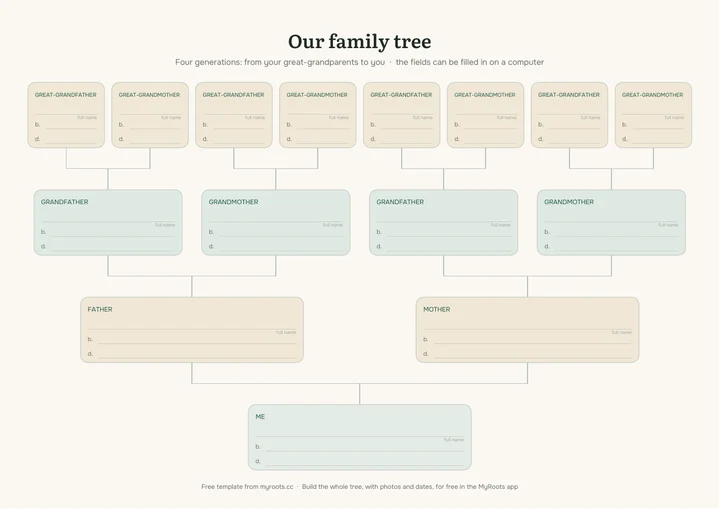 Our family tree
Four generations: from your great-grandparents to you · the fields can be filled in on a computer
GREAT-GRANDFATHER
full name
b.
d.
GREAT-GRANDMOTHER
full name
b.
d.
GREAT-GRANDFATHER
full name
b.
d.
GREAT-GRANDMOTHER
full name
b.
d.
GREAT-GRANDFATHER
full name
b.
d.
GREAT-GRANDMOTHER
full name
b.
d.
GREAT-GRANDFATHER
full name
b.
d.
GREAT-GRANDMOTHER
full name
b.
d.
GRANDFATHER
full name
b.
d.
GRANDMOTHER
full name
b.
d.
GRANDFATHER
full name
b.
d.
GRANDMOTHER
full name
b.
d.
FATHER
full name
b.
d.
MOTHER
full name
b.
d.
ME
full name
b.
d.
Free template from myroots.cc · Build the whole tree, with photos and dates, for free in the MyRoots app